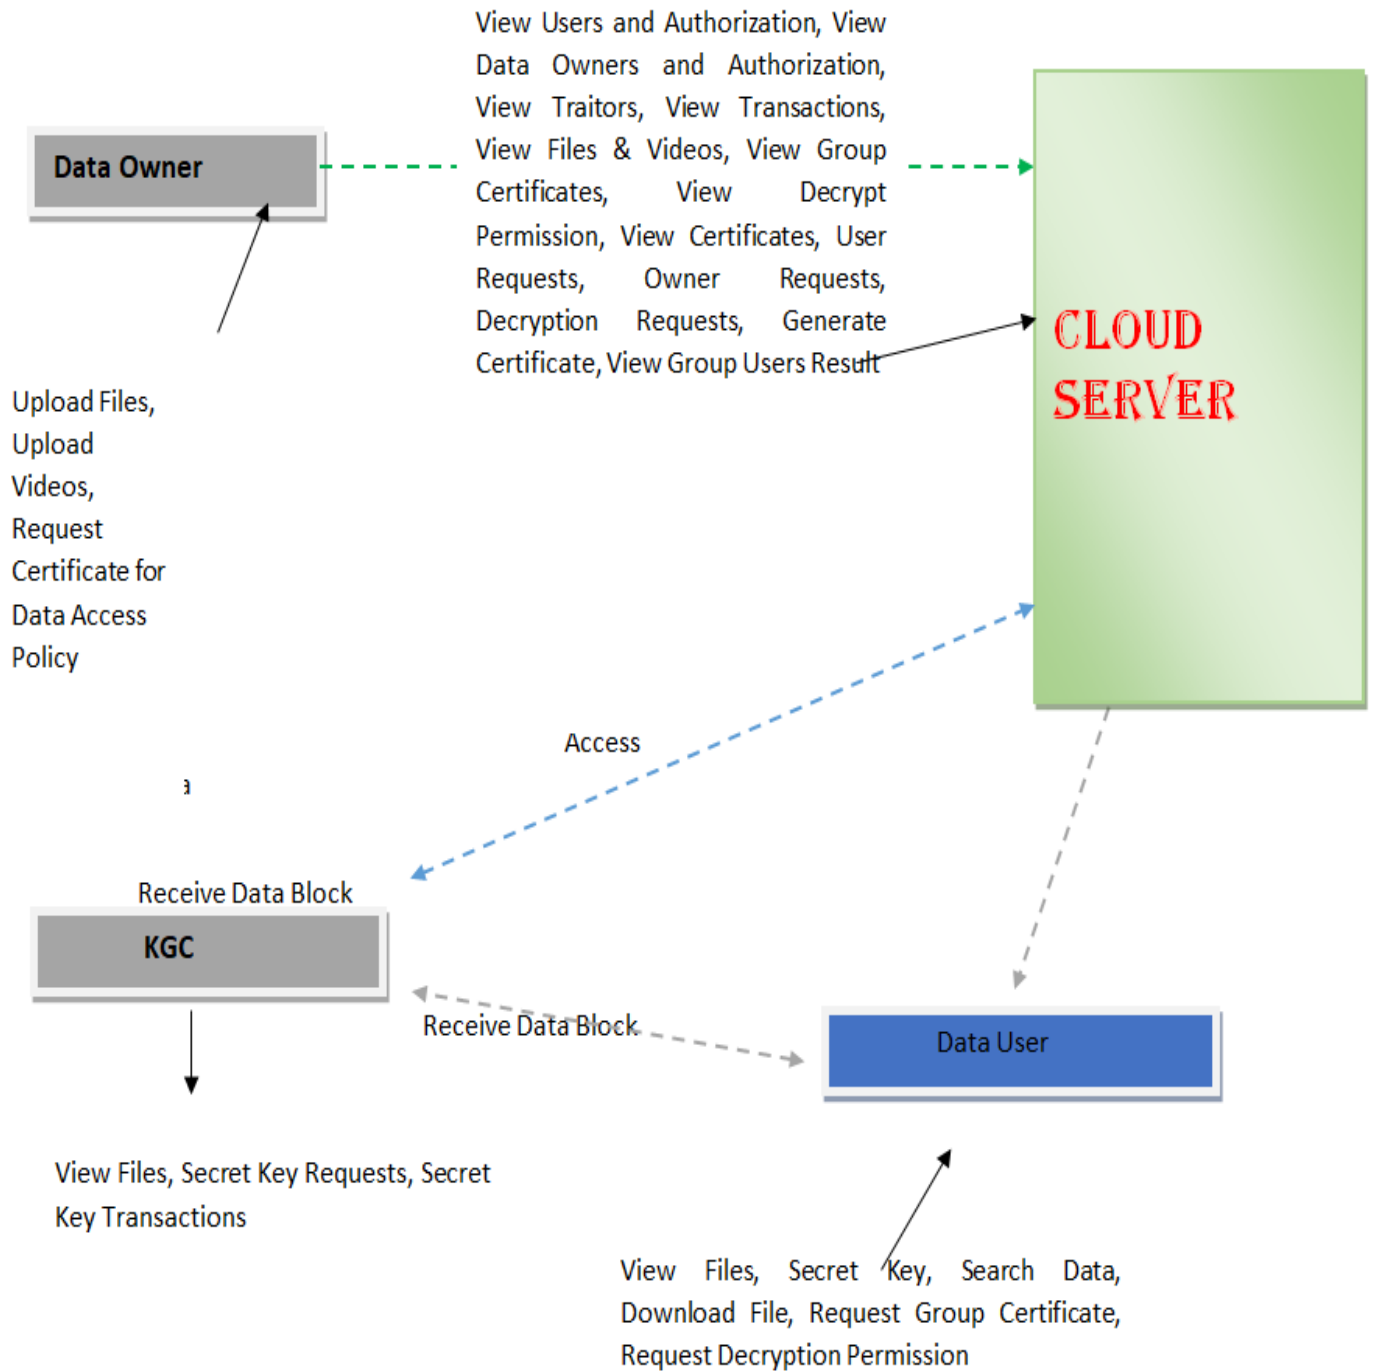 View Users and Authorization, View
Data Owners and Authorization,
View Traitors, View Transactions,
View Files & Videos, View Group
Certificates, View Decrypt
Permission, View Certificates, User
Requests, Owner Requests,
Decryption Requests, Generate
Certificate, View Group Users Result
Data Owner
CLOUD
SERVER
Upload Files,
Upload
Videos,
Request
Certificate for
Data Access
Policy
Access
a
Receive Data Block
KGC
Receive Data Block
Data User
View Files, Secret Key Requests, Secret
Key Transactions
View Files, Secret Key, Search Data,
Download File, Request Group Certificate,
Request Decryption Permission